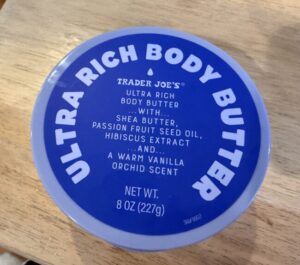 ULTRA RICH BODY BUTTER
TRADER JOE'S®
ULTRA RICH
BODY BUTTER
...WITH...
SHEA BUTTER,
PASSION FRUIT SEED OIL,
HIBISCUS EXTRACT
...AND...
A WARM VANILLA
ORCHID SCENT
NET WT.
8 OZ (227g)